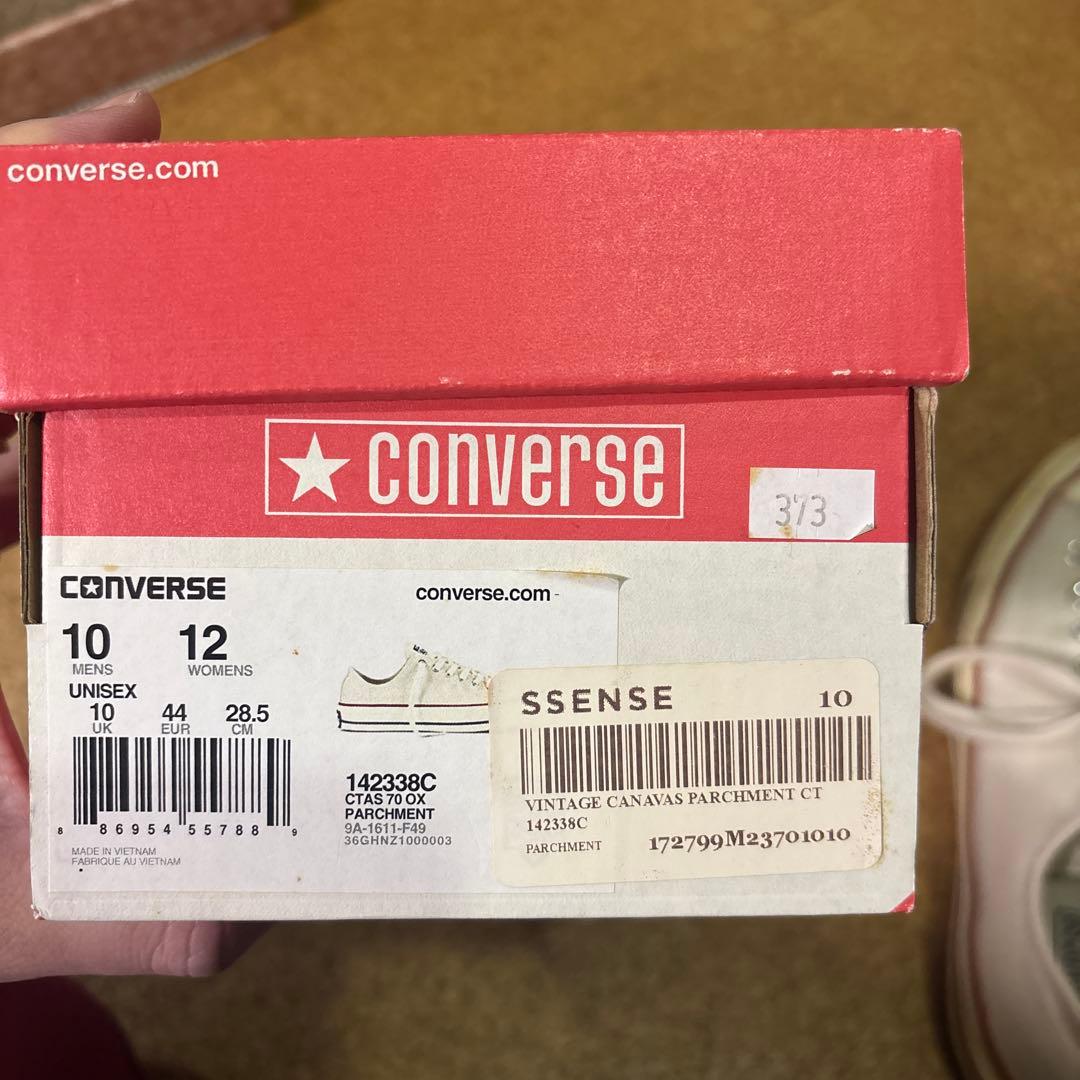 converse.com
CONVERSE
373
CONVERSE
converse.com
10 12
MENS WOMENS
UNISEX
10 44 28.5
UK EUR CM
8 86954 55788 9
MADE IN VIETNAM
FABRIQUE AU VIETNAM
142338C
CTAS 70 OX
PARCHMENT
9A-1611-F49
36GHNZ1000003
SSENSE 10
VINTAGE CANAVAS PARCHMENT CT
142338C
PARCHMENT 172799M23701010